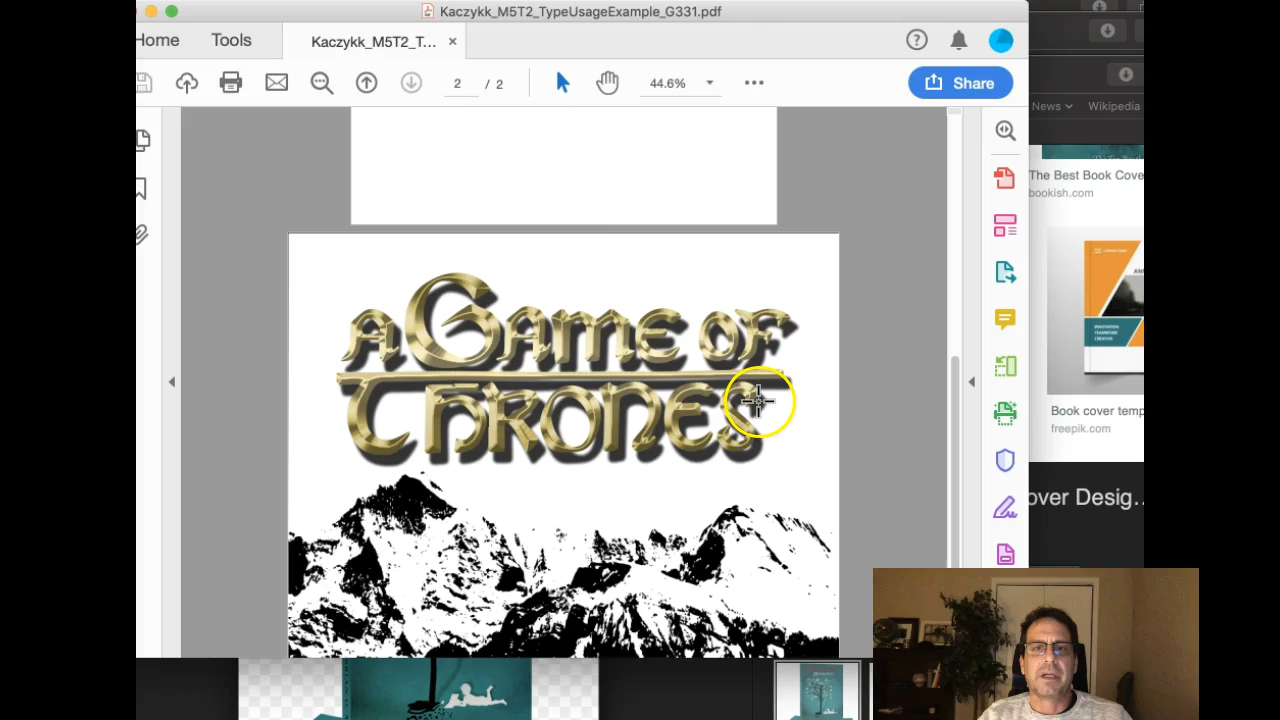 Kaczykk_M5T2_TypeUsageExample_G331.pdf
Home
Tools
Kaczykk_M5T2_T...
2 / 2
44.6%
Share
News
Wikipedia
The Best Book Cove
bookish.com
A GAME OF
THRONES
Book cover temp
freepik.com
over Desig...